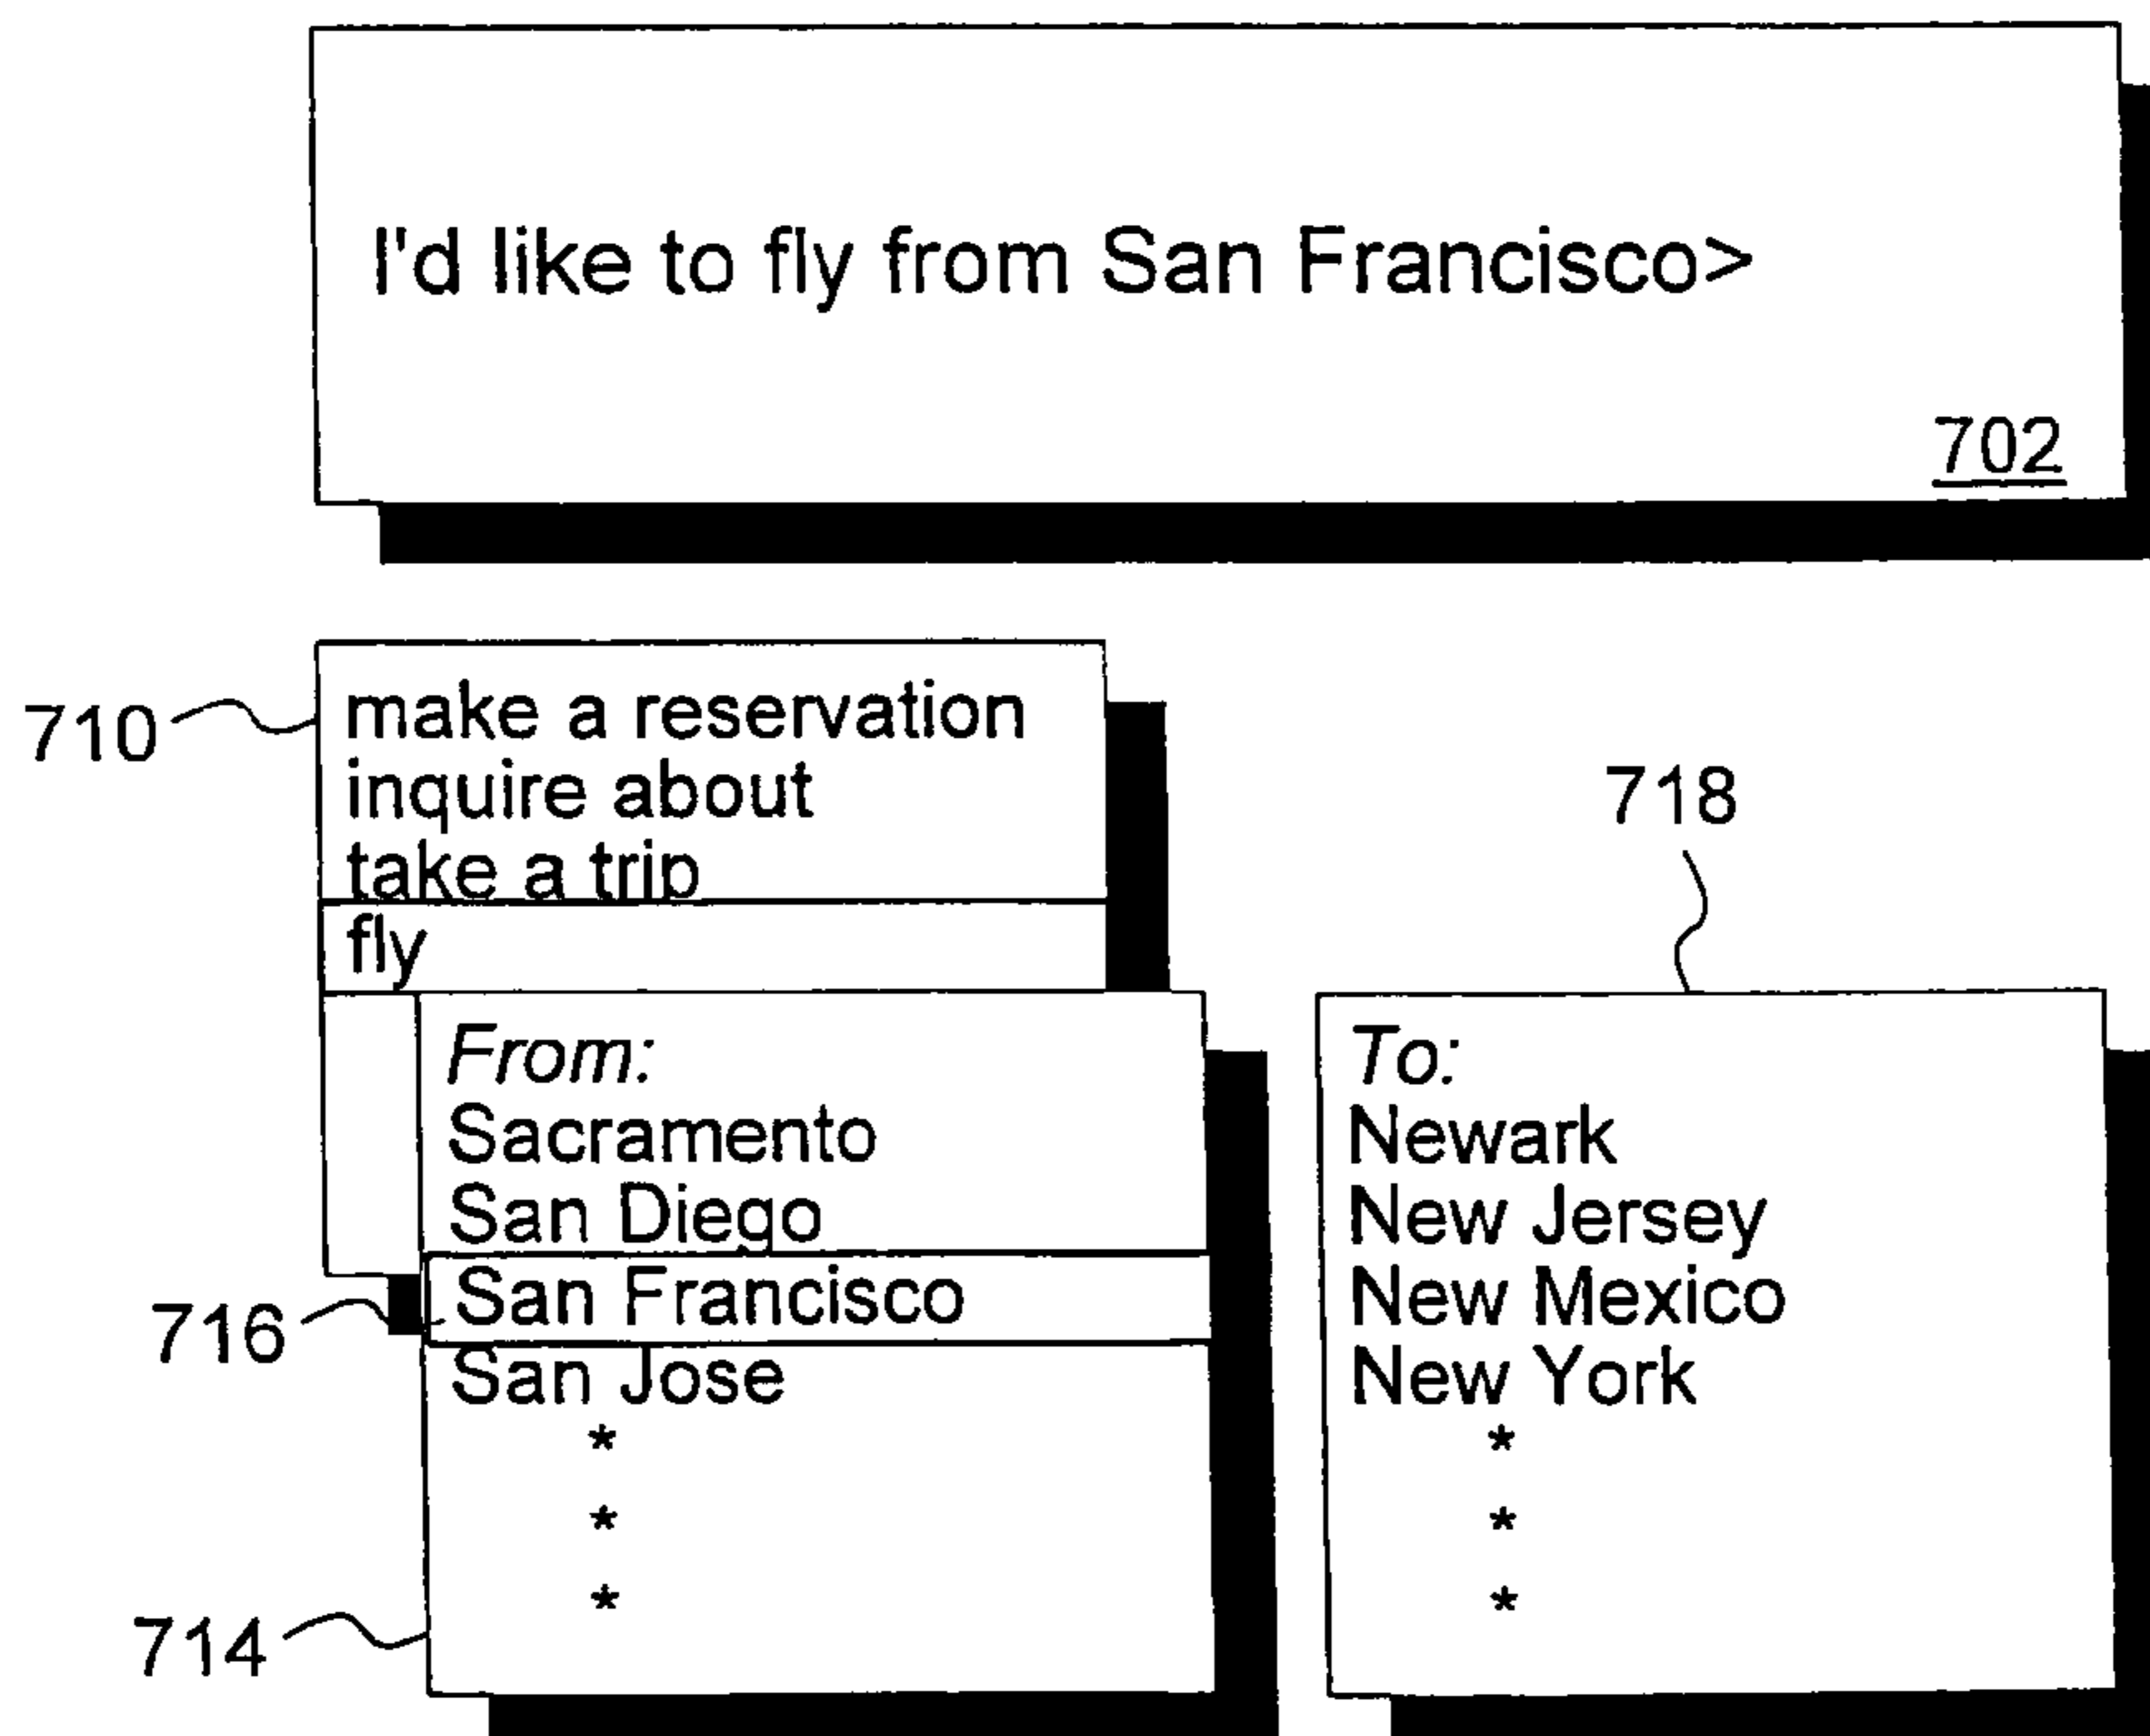 I'd like to fly from San Francisco>
702
710
make a reservation
inquire about
take a trip
fly
718
From:
Sacramento
San Diego
San Francisco
San Jose
*
*
*
716
714
To:
Newark
New Jersey
New Mexico
New York
*
*
*